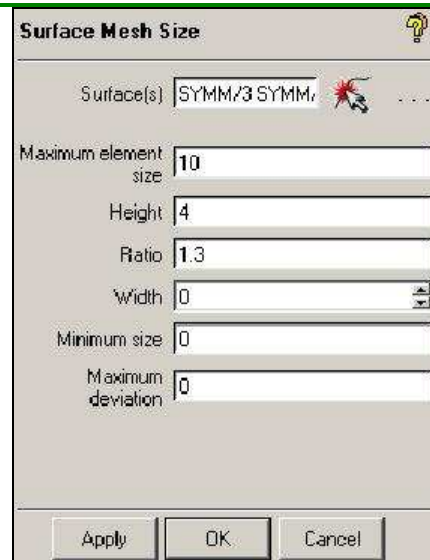 Surface Mesh Size
Surface(s) SYMM/3 SYMM/ ...
Maximum element size 10
Height 4
Ratio 1.3
Width 0
Minimum size 0
Maximum deviation 0
Apply OK Cancel